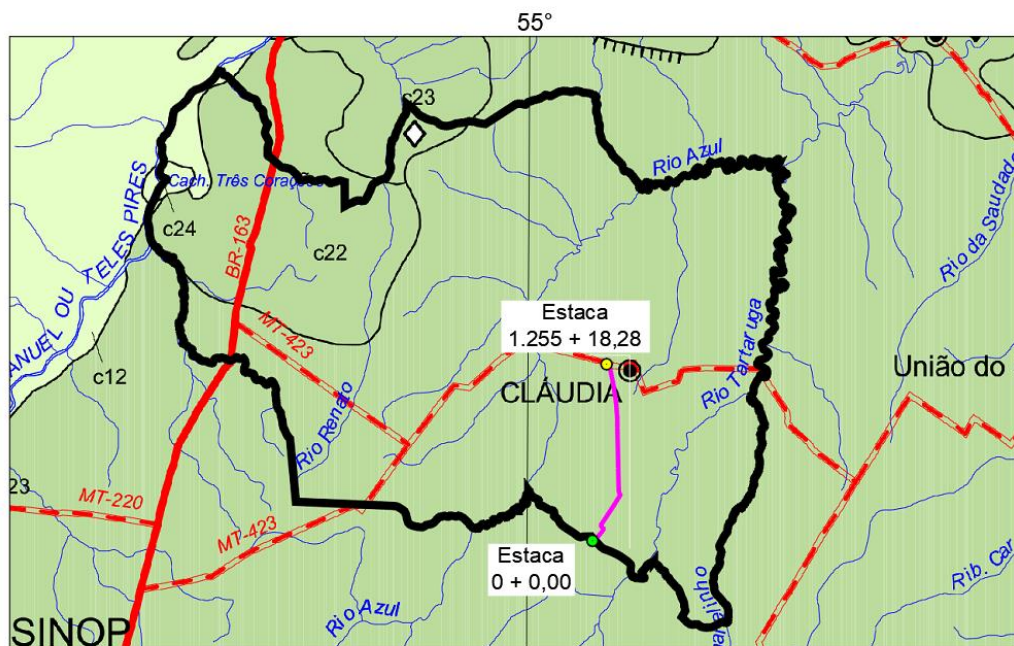 55°
c23
Rio Azul
Cach. Três Corações
Rio da Saudade
c24
ANUEL OU TELES PIRES
BR-163
c22
Estaca
1.255 + 18,28
MT-423
Rio Tartaruga
União do
c12
CLÁUDIA
Rio Renato
23
MT-220
MT-423
Estaca
0 + 0,00
Rib. Car
Rio Azul
SINOP